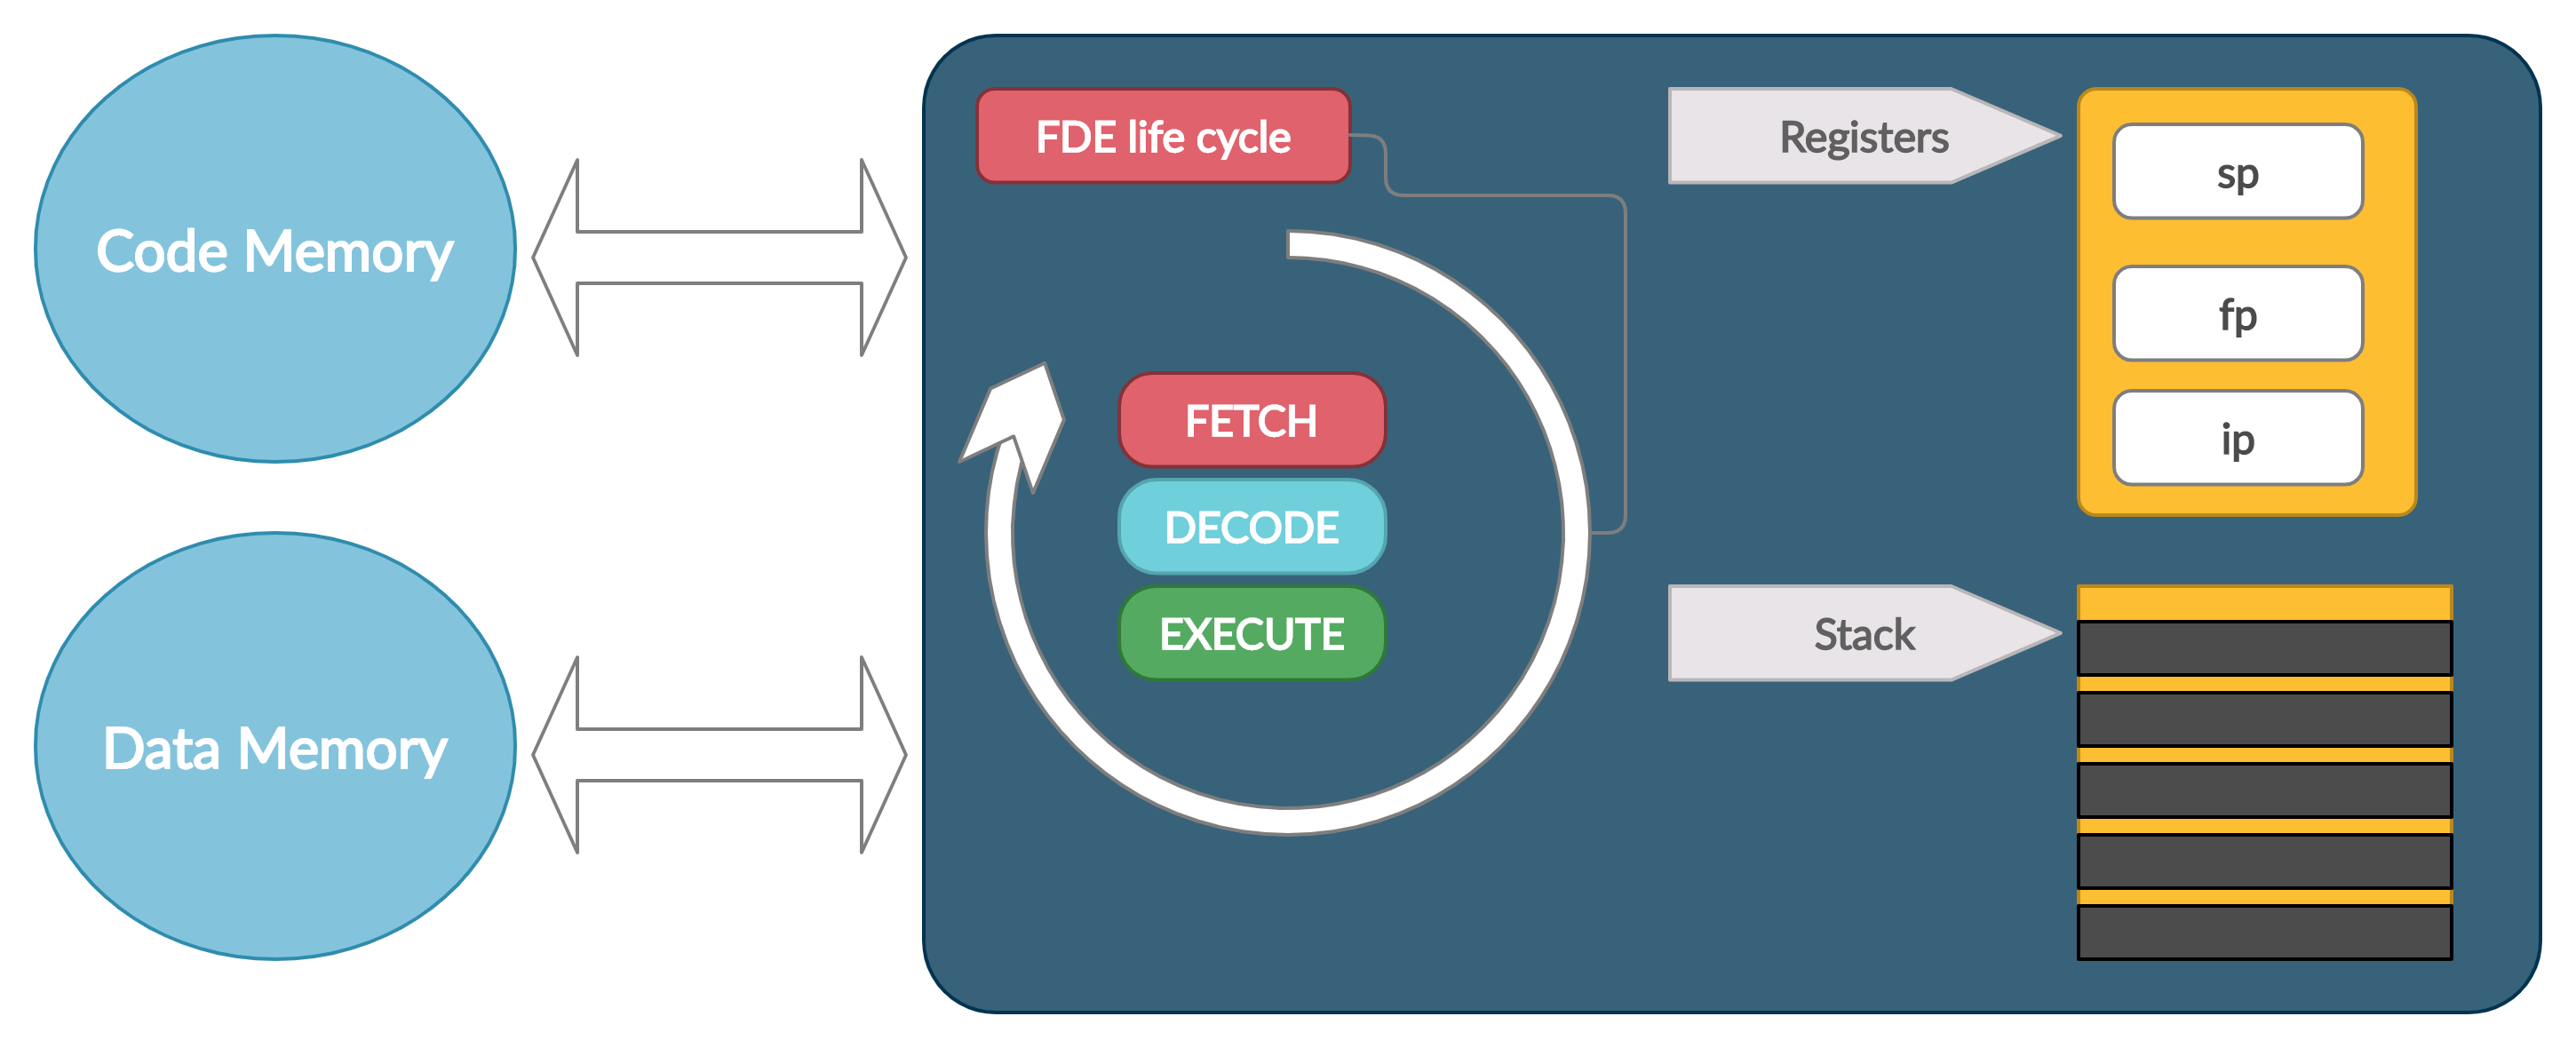 Code Memory
Data Memory
FDE life cycle
FETCH
DECODE
EXECUTE
Registers
sp
fp
ip
Stack